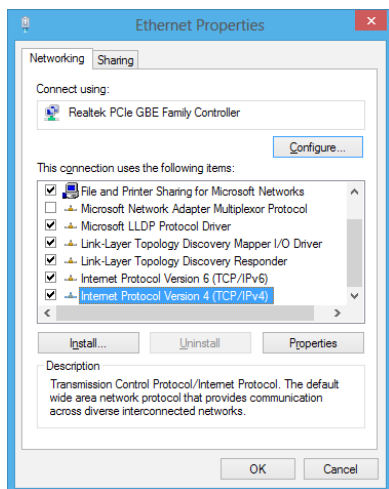 Ethernet Properties
Networking
Sharing
Connect using:
Realtek PCIe GBE Family Controller
Configure...
This connection uses the following items:
File and Printer Sharing for Microsoft Networks
Microsoft Network Adapter Multiplexor Protocol
Microsoft LLDP Protocol Driver
Link-Layer Topology Discovery Mapper I/O Driver
Link-Layer Topology Discovery Responder
Internet Protocol Version 6 (TCP/IPv6)
Internet Protocol Version 4 (TCP/IPv4)
Install...
Uninstall
Properties
Description
Transmission Control Protocol/Internet Protocol. The default
wide area network protocol that provides communication
across diverse interconnected networks.
OK
Cancel